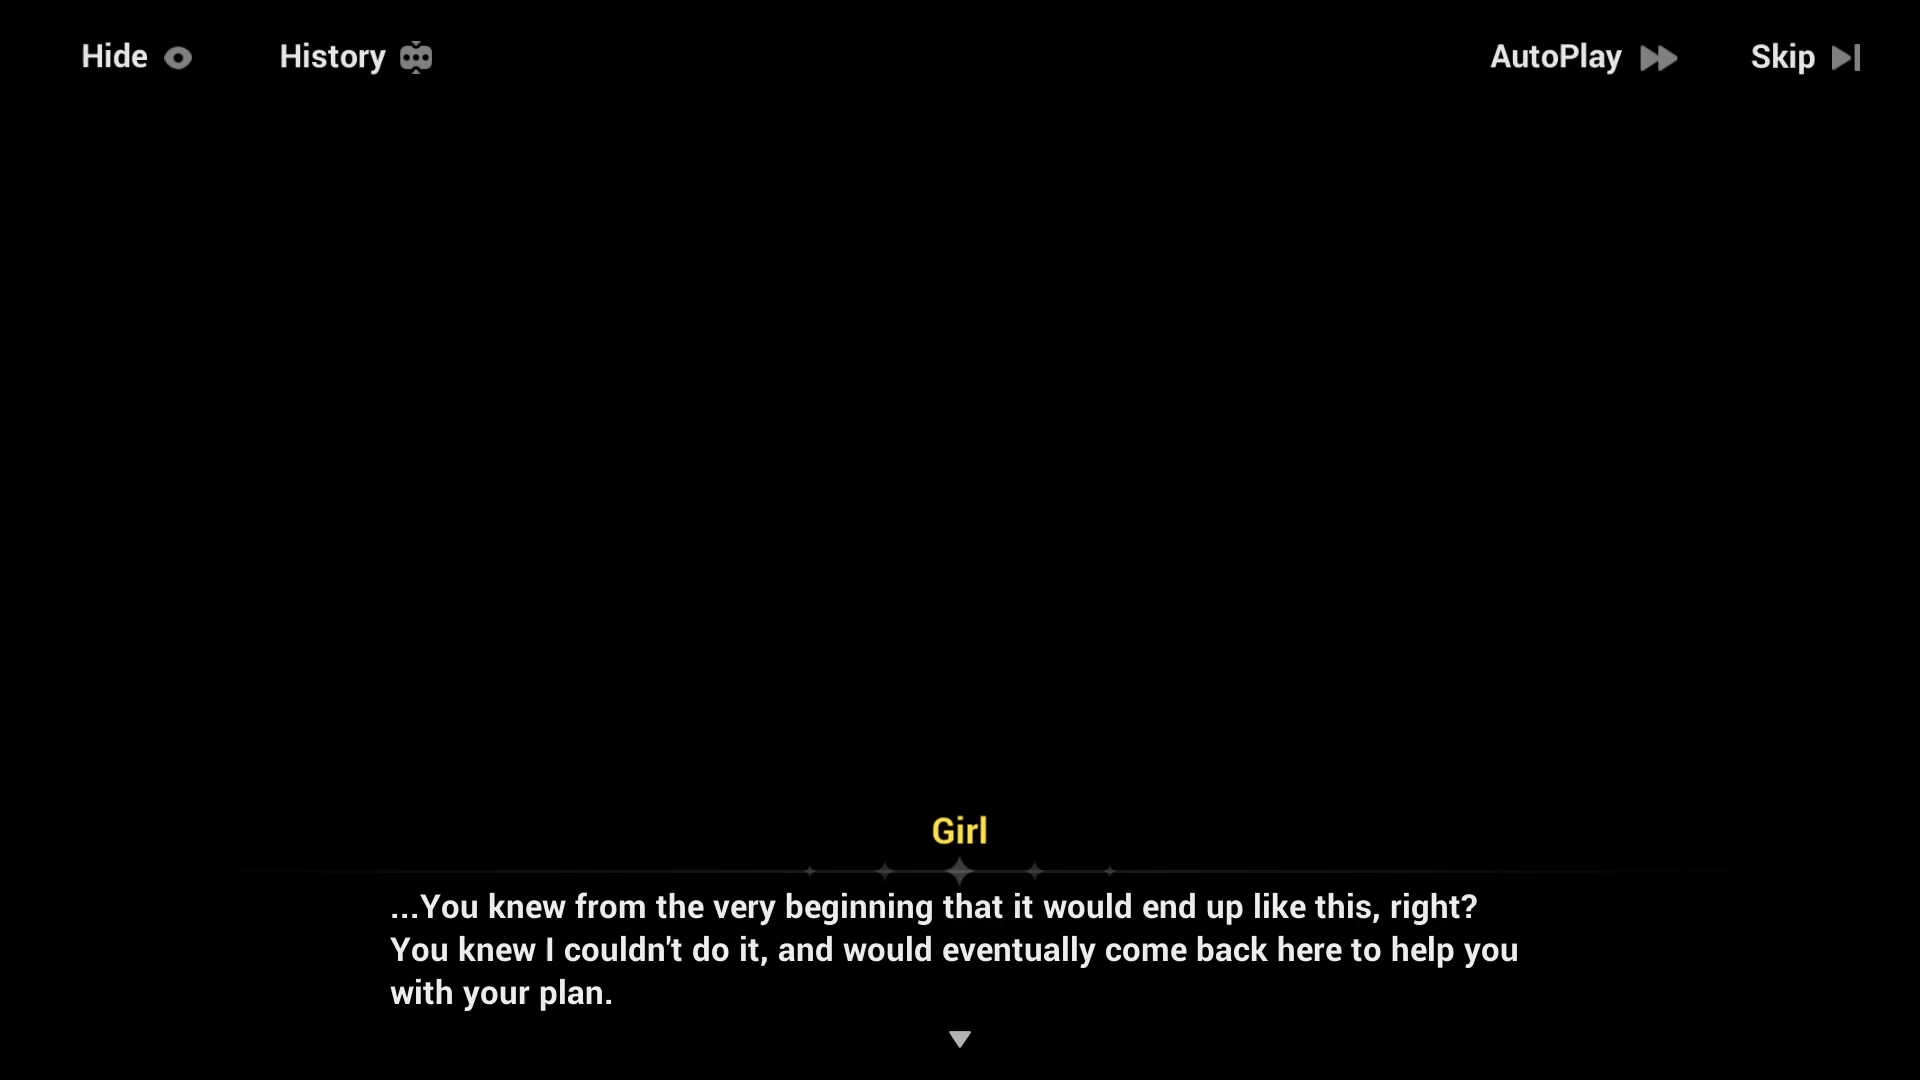 Hide
History
AutoPlay
Skip
Girl
...You knew from the very beginning that it would end up like this, right?
You knew I couldn't do it, and would eventually come back here to help you
with your plan.